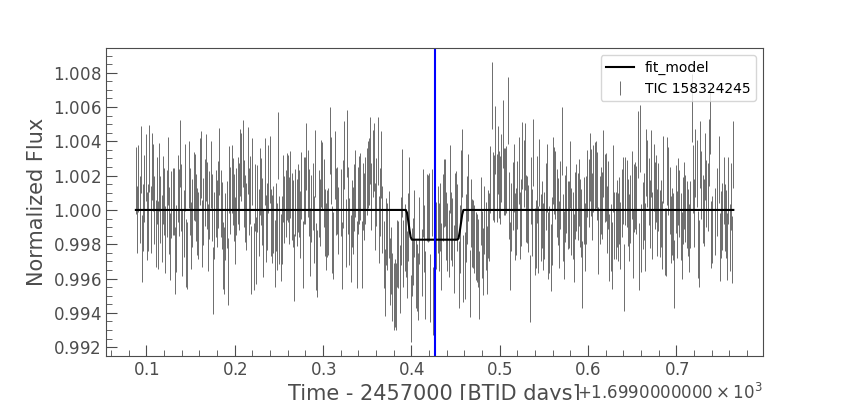 1.008
1.006
1.004
1.002
1.000
0.998
0.996
0.994
0.992
Normalized Flux
fit_model
TIC 158324245
0.1 0.2 0.3 0.4 0.5 0.6 0.7
Time - 2457000 [BTJD days]
+1.6990000000 × 10³